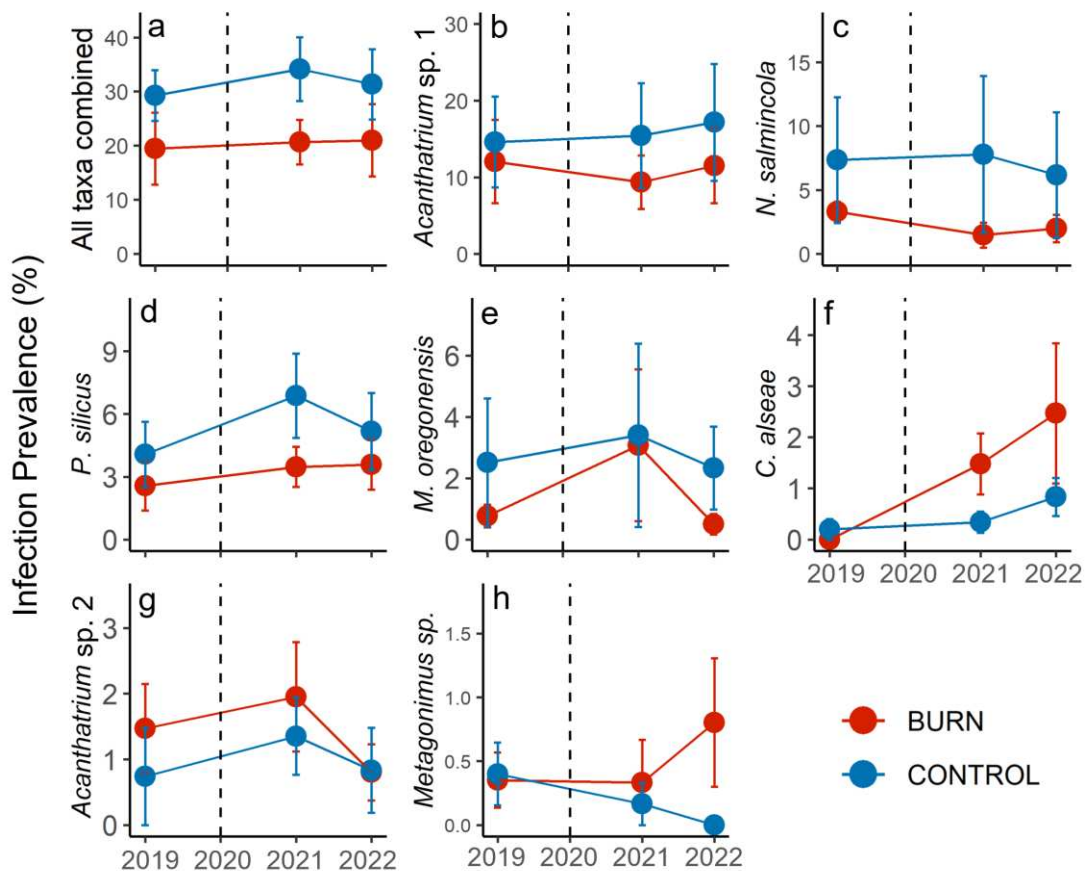 Infection Prevalence (%)
a
All taxa combined
40
30
20
10
0
b
Acanthatrium sp. 1
30
20
10
0
c
N. salmincola
15
10
5
0
d
P. silicus
9
6
3
0
e
M. oregonensis
6
4
2
0
f
C. alseae
4
3
2
1
0
2019 2020 2021 2022
g
Acanthatrium sp. 2
3
2
1
0
2019 2020 2021 2022
h
Metagonimus sp.
1.5
1.0
0.5
0.0
2019 2020 2021 2022
BURN
CONTROL